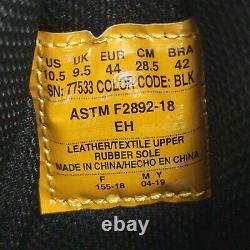 US UK EUR CM BRA
10.5 9.5 44 28.5 42
SN: 77533 COLOR CODE: BLK
ASTM F2892-18
EH
LEATHER/TEXTILE UPPER
RUBBER SOLE
MADE IN CHINA/HECHO EN CHINA
F M Y
155-18 04-19